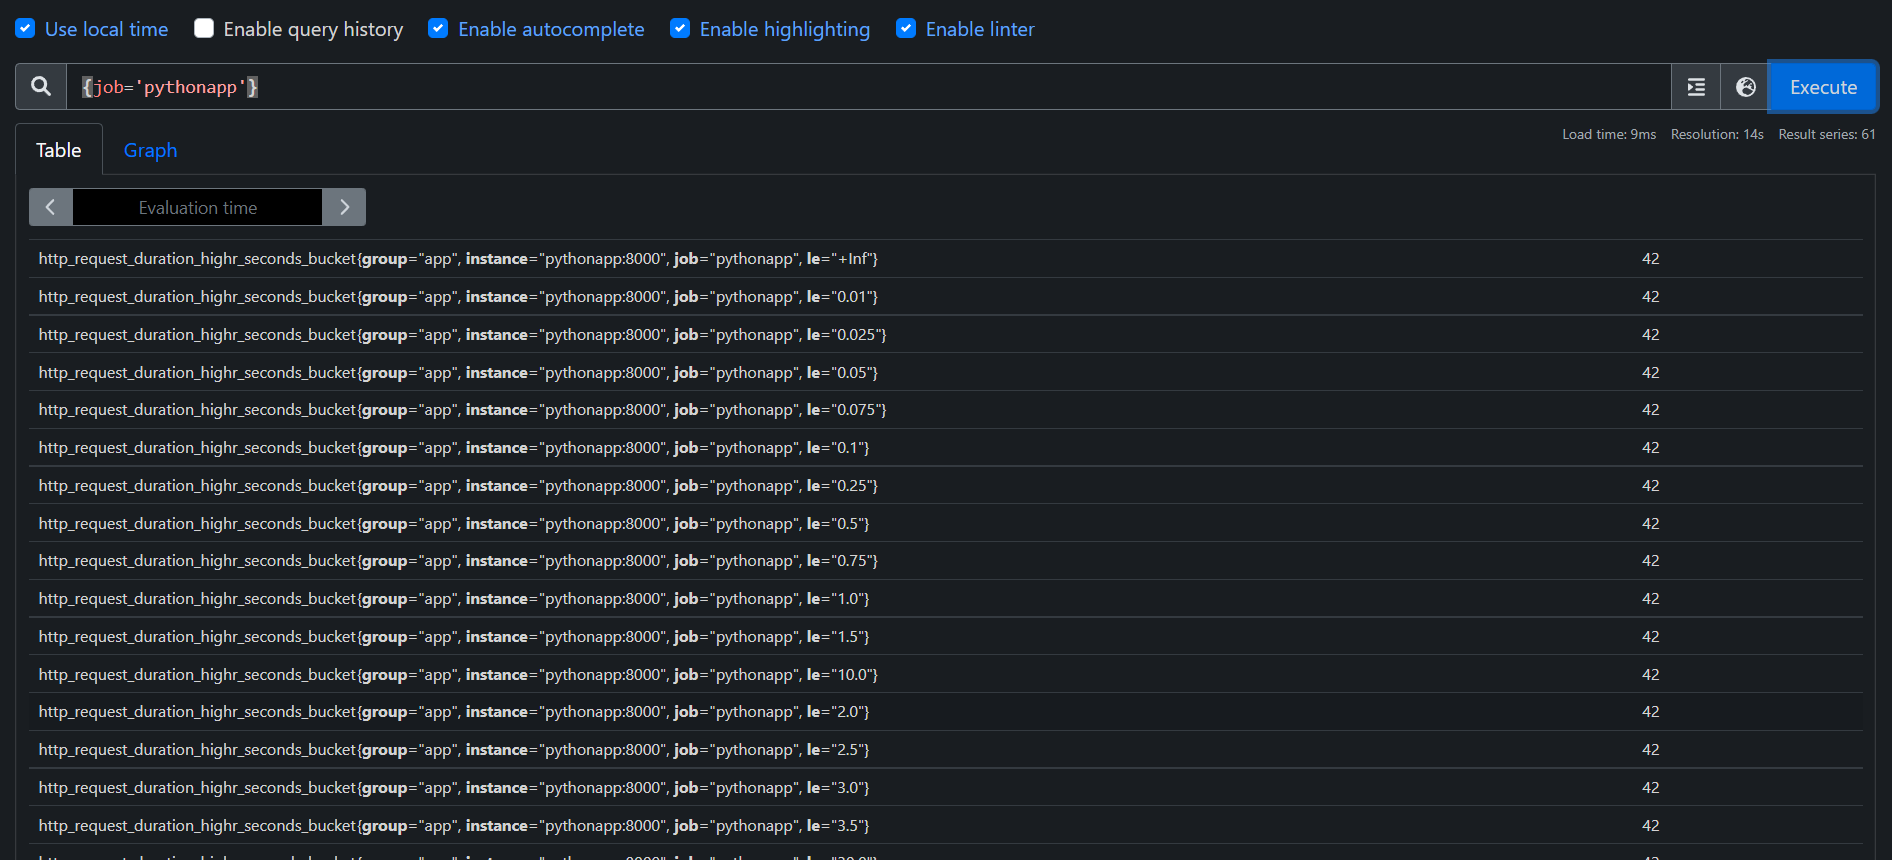 Use local time Enable query history Enable autocomplete Enable highlighting Enable linter
{job='pythonapp'} Execute
Table Graph Load time: 9ms Resolution: 14s Result series: 61
Evaluation time
http_request_duration_highr_seconds_bucket{group="app", instance="pythonapp:8000", job="pythonapp", le="+Inf"} 42
http_request_duration_highr_seconds_bucket{group="app", instance="pythonapp:8000", job="pythonapp", le="0.01"} 42
http_request_duration_highr_seconds_bucket{group="app", instance="pythonapp:8000", job="pythonapp", le="0.025"} 42
http_request_duration_highr_seconds_bucket{group="app", instance="pythonapp:8000", job="pythonapp", le="0.05"} 42
http_request_duration_highr_seconds_bucket{group="app", instance="pythonapp:8000", job="pythonapp", le="0.075"} 42
http_request_duration_highr_seconds_bucket{group="app", instance="pythonapp:8000", job="pythonapp", le="0.1"} 42
http_request_duration_highr_seconds_bucket{group="app", instance="pythonapp:8000", job="pythonapp", le="0.25"} 42
http_request_duration_highr_seconds_bucket{group="app", instance="pythonapp:8000", job="pythonapp", le="0.5"} 42
http_request_duration_highr_seconds_bucket{group="app", instance="pythonapp:8000", job="pythonapp", le="0.75"} 42
http_request_duration_highr_seconds_bucket{group="app", instance="pythonapp:8000", job="pythonapp", le="1.0"} 42
http_request_duration_highr_seconds_bucket{group="app", instance="pythonapp:8000", job="pythonapp", le="1.5"} 42
http_request_duration_highr_seconds_bucket{group="app", instance="pythonapp:8000", job="pythonapp", le="10.0"} 42
http_request_duration_highr_seconds_bucket{group="app", instance="pythonapp:8000", job="pythonapp", le="2.0"} 42
http_request_duration_highr_seconds_bucket{group="app", instance="pythonapp:8000", job="pythonapp", le="2.5"} 42
http_request_duration_highr_seconds_bucket{group="app", instance="pythonapp:8000", job="pythonapp", le="3.0"} 42
http_request_duration_highr_seconds_bucket{group="app", instance="pythonapp:8000", job="pythonapp", le="3.5"} 42